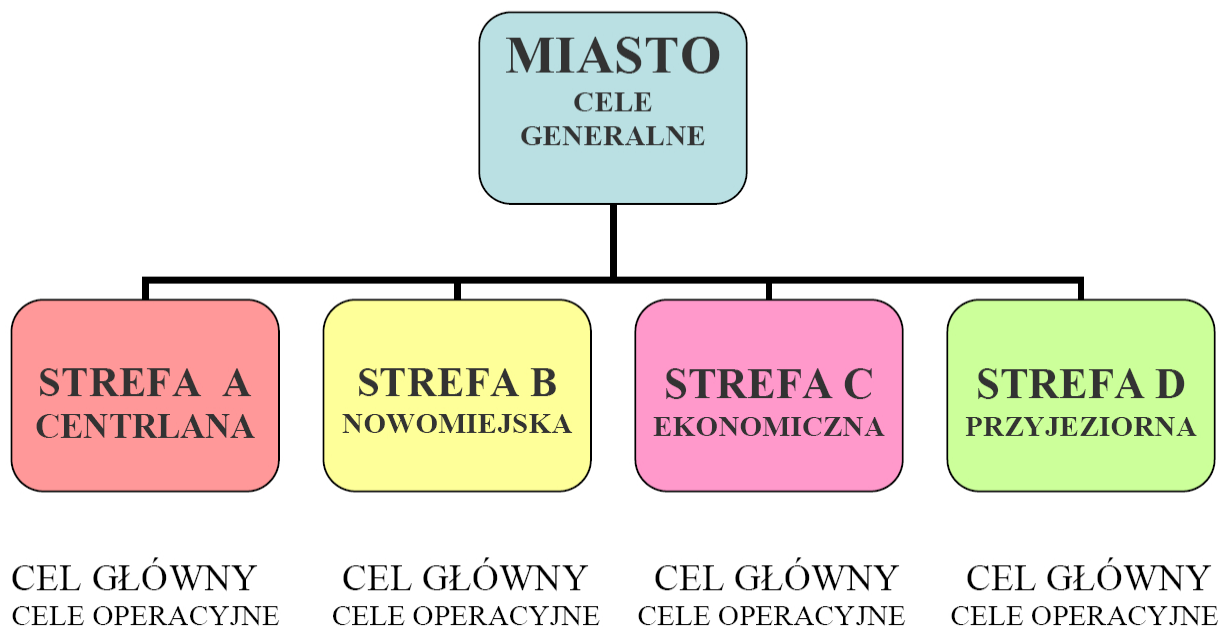 MIASTO
CELE
GENERALNE
STREFA A
CENTRLANA
STREFA B
NOWOMIEJSKA
STREFA C
EKONOMICZNA
STREFA D
PRZYJEZIORNA
CEL GŁÓWNY
CELE OPERACYJNE
CEL GŁÓWNY
CELE OPERACYJNE
CEL GŁÓWNY
CELE OPERACYJNE
CEL GŁÓWNY
CELE OPERACYJNE